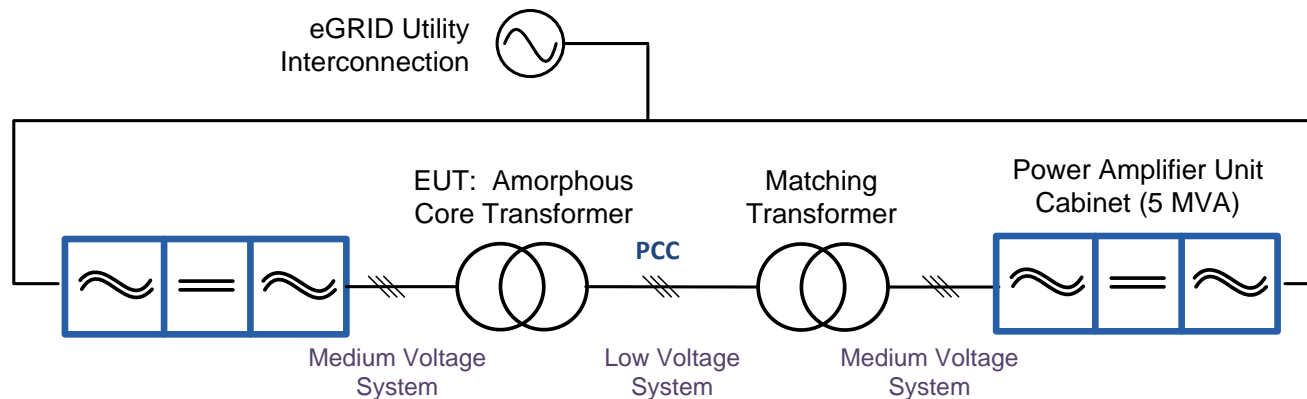 eGRID Utility
Interconnection
EUT:  Amorphous
Core Transformer
Matching
Transformer
Power Amplifier Unit
Cabinet (5 MVA)
PCC
Medium Voltage
System
Low Voltage
System
Medium Voltage
System